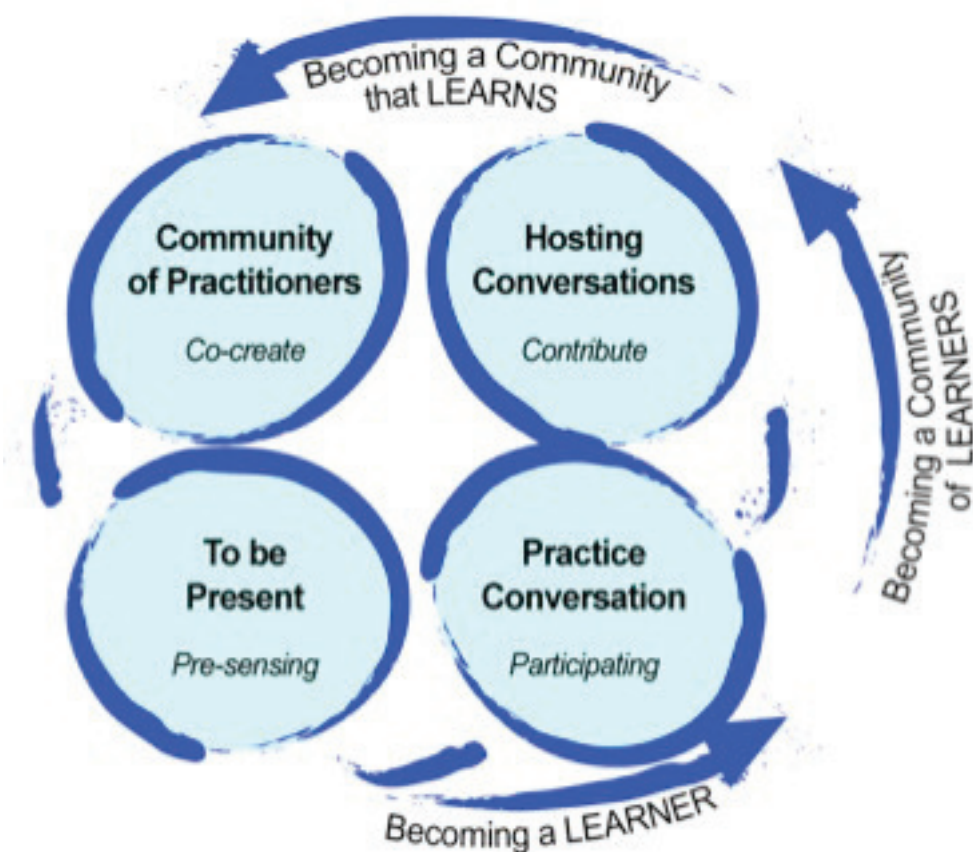 Becoming a Community
that LEARNS
Community
of Practitioners
Co-create
Hosting
Conversations
Contribute
Becoming a Community
of LEARNERS
To be
Present
Pre-sensing
Practice
Conversation
Participating
Becoming a LEARNER